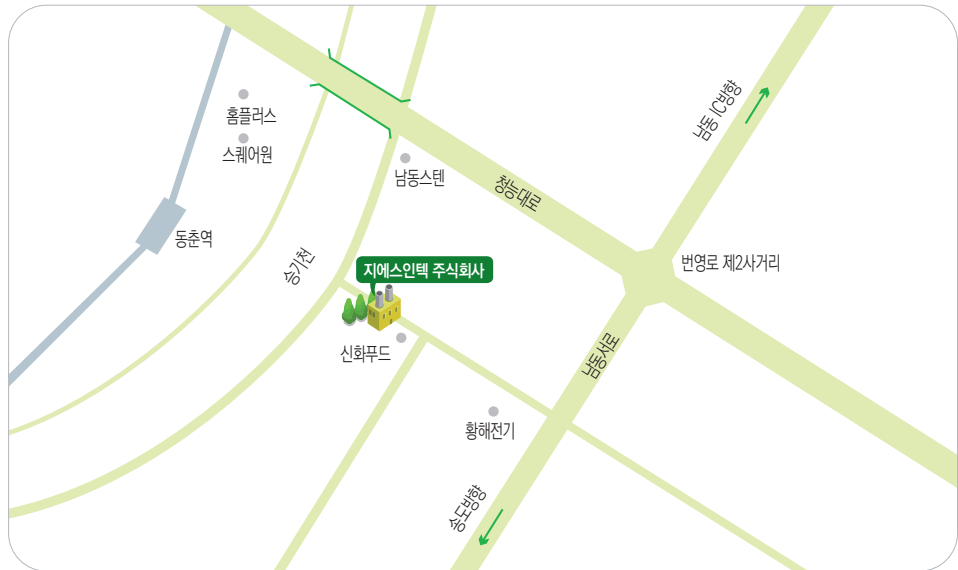 남동 IC방향
홈플러스
스퀘어원
남동스텐
청능대로
동춘역
승기천
지에스인텍 주식회사
번영로 제2사거리
신화푸드
남동서로
황해전기
송도방향